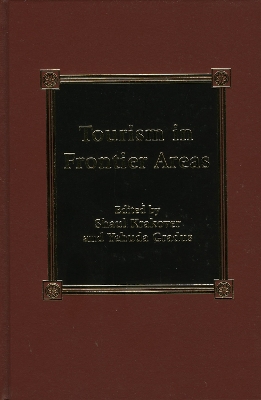 Tourism in
Frontier Areas
Edited by
Shaul Krakover
and Yehuda Gradus